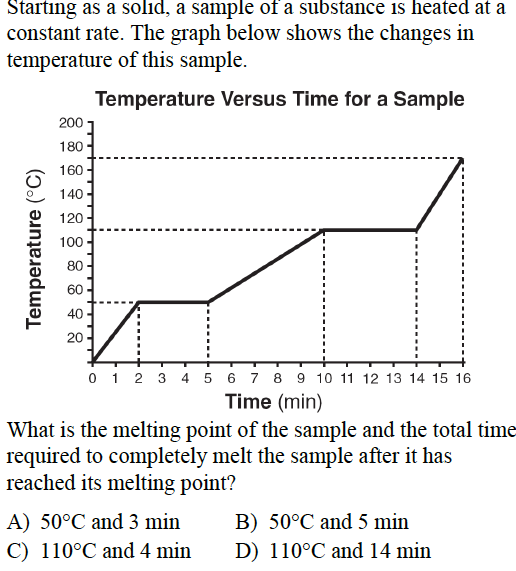 Starting as a solid, a sample of a substance is heated at a
constant rate. The graph below shows the changes in
temperature of this sample.
Temperature Versus Time for a Sample
Temperature (°C)
200
180
160
140
120
100
80
60
40
20
0 1 2 3 4 5 6 7 8 9 10 11 12 13 14 15 16
Time (min)
What is the melting point of the sample and the total time
required to completely melt the sample after it has
reached its melting point?
A) 50°C and 3 min B) 50°C and 5 min
C) 110°C and 4 min D) 110°C and 14 min